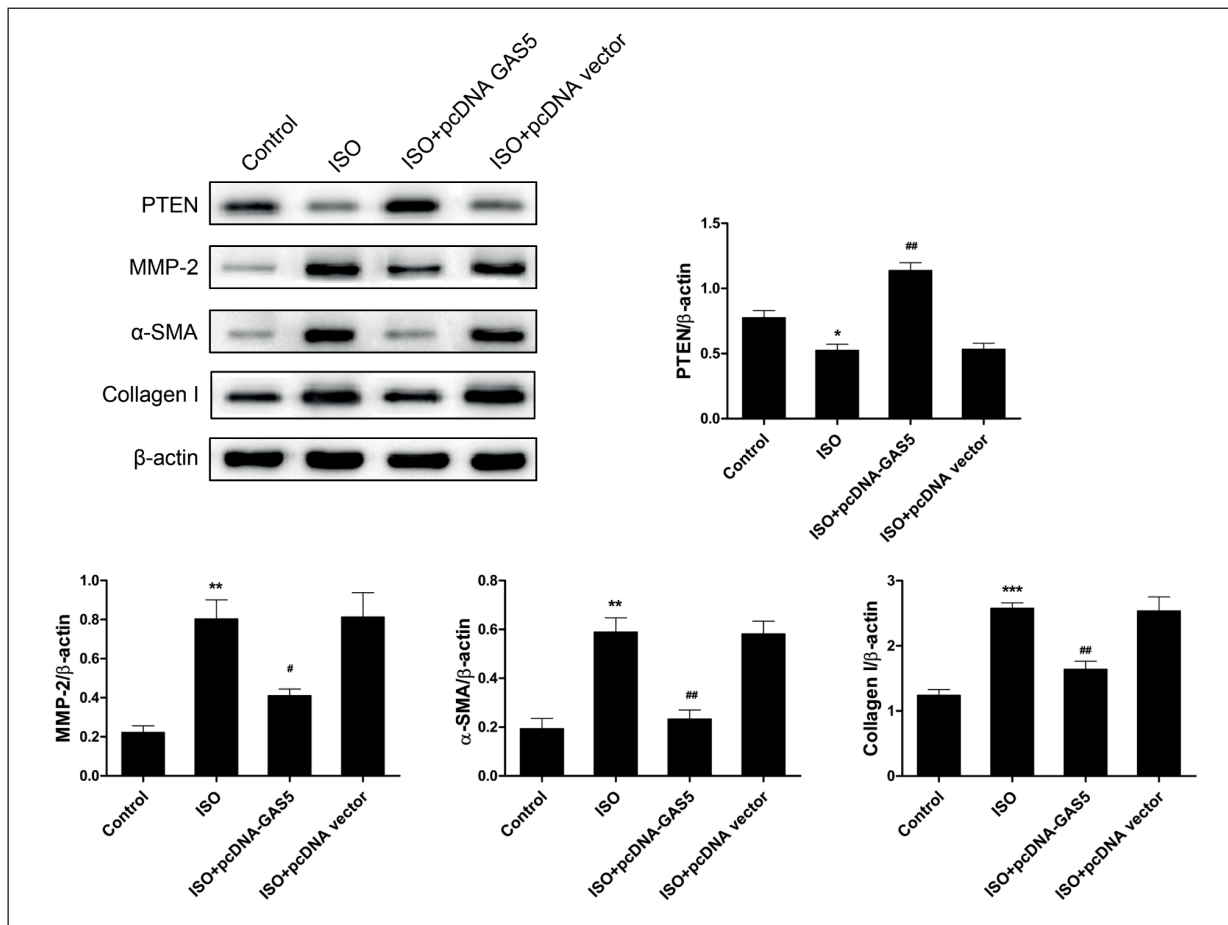 Control
ISO
ISO+pcDNA GAS5
ISO+pcDNA vector
PTEN
MMP-2
α-SMA
Collagen I
β-actin
PTEN/β-actin
1.5
1.0
0.5
0.0
*
##
Control
ISO
ISO+pcDNA-GAS5
ISO+pcDNA vector
MMP-2/β-actin
1.0
0.8
0.6
0.4
0.2
0.0
**
#
Control
ISO
ISO+pcDNA-GAS5
ISO+pcDNA vector
α-SMA/β-actin
0.8
0.6
0.4
0.2
0.0
**
##
Control
ISO
ISO+pcDNA-GAS5
ISO+pcDNA vector
Collagen I/β-actin
3
2
1
0
***
##
Control
ISO
ISO+pcDNA-GAS5
ISO+pcDNA vector